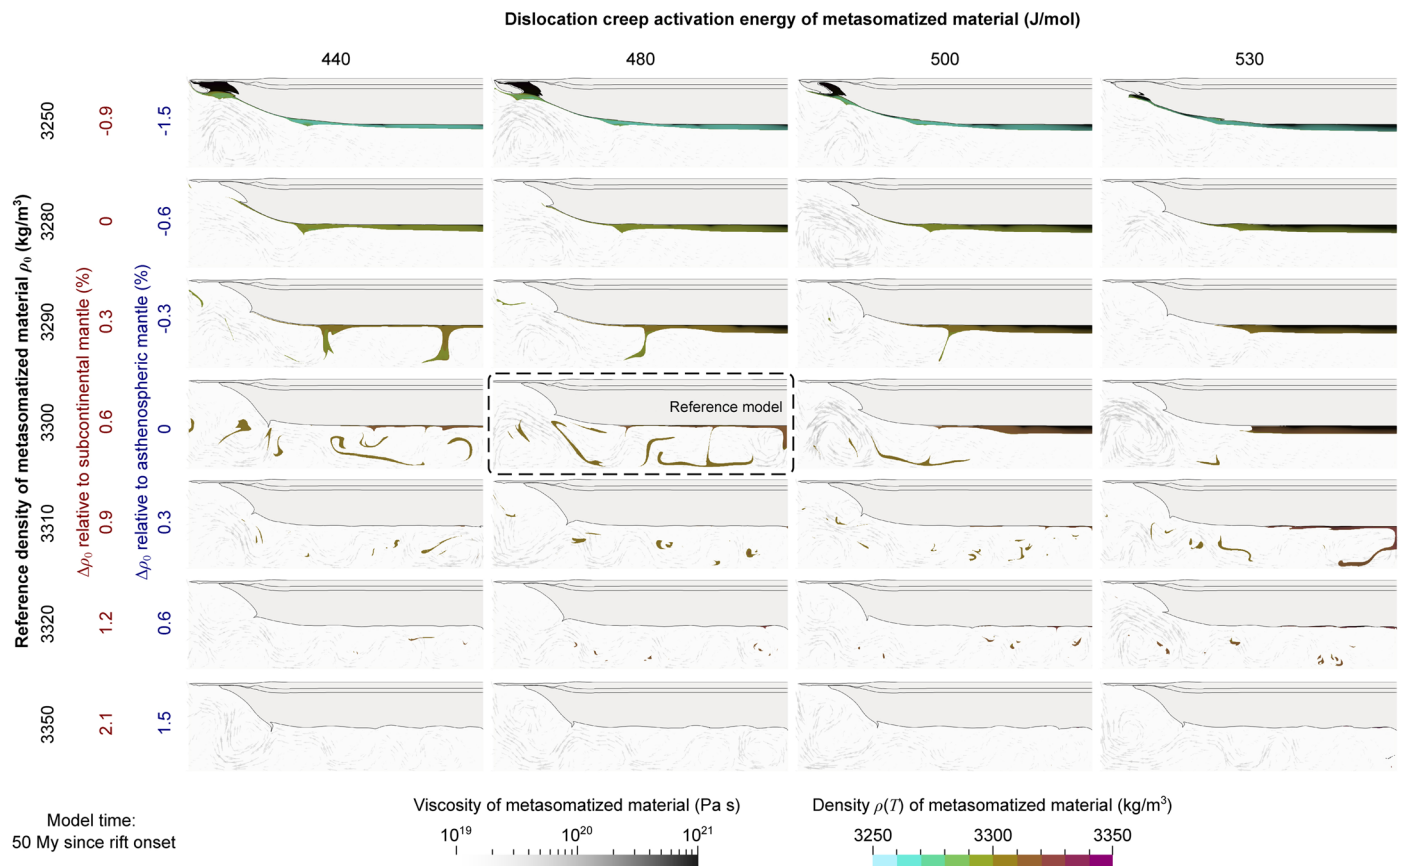 Dislocation creep activation energy of metasomatized material (J/mol)
440 480 500 530
Reference density of metasomatized material ρ₀ (kg/m³)
Δρ₀ relative to subcontinental mantle (%)
Δρ₀ relative to asthenospheric mantle (%)
3250 -0.9 -1.5
3280 0 -0.6
3290 0.3 -0.3
3300 0.6 0
Reference model
3310 0.9 0.3
3320 1.2 0.6
3350 2.1 1.5
Model time:
50 My since rift onset
Viscosity of metasomatized material (Pa s)
10¹⁹ 10²⁰ 10²¹
Density ρ(T) of metasomatized material (kg/m³)
3250 3300 3350